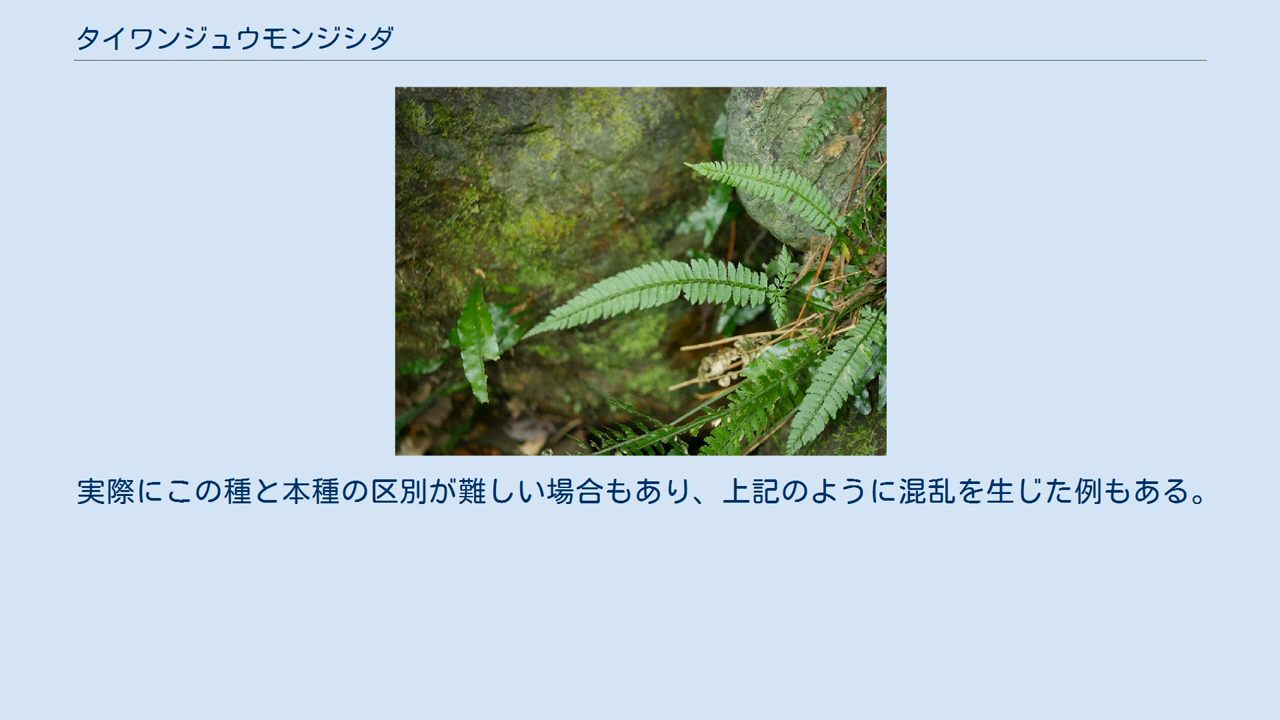 タイワンジュウモンジシダ
実際にこの種と本種の区別が難しい場合もあり、上記のように混乱を生じた例もある。